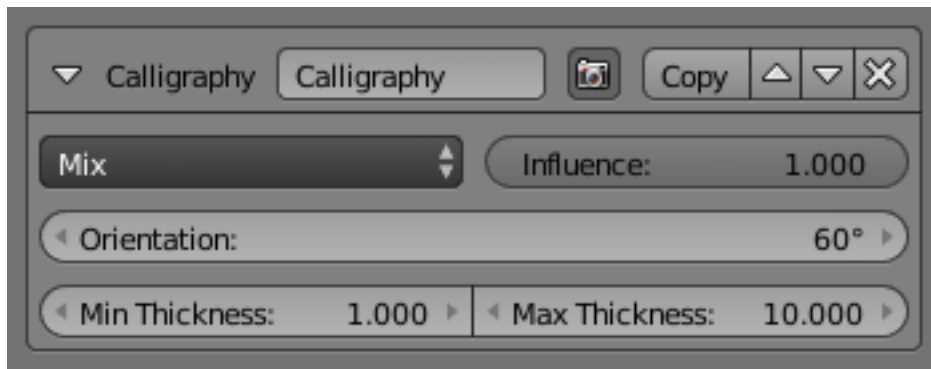 Calligraphy Calligraphy Copy
Mix Influence: 1.000
Orientation: 60°
Min Thickness: 1.000 Max Thickness: 10.000